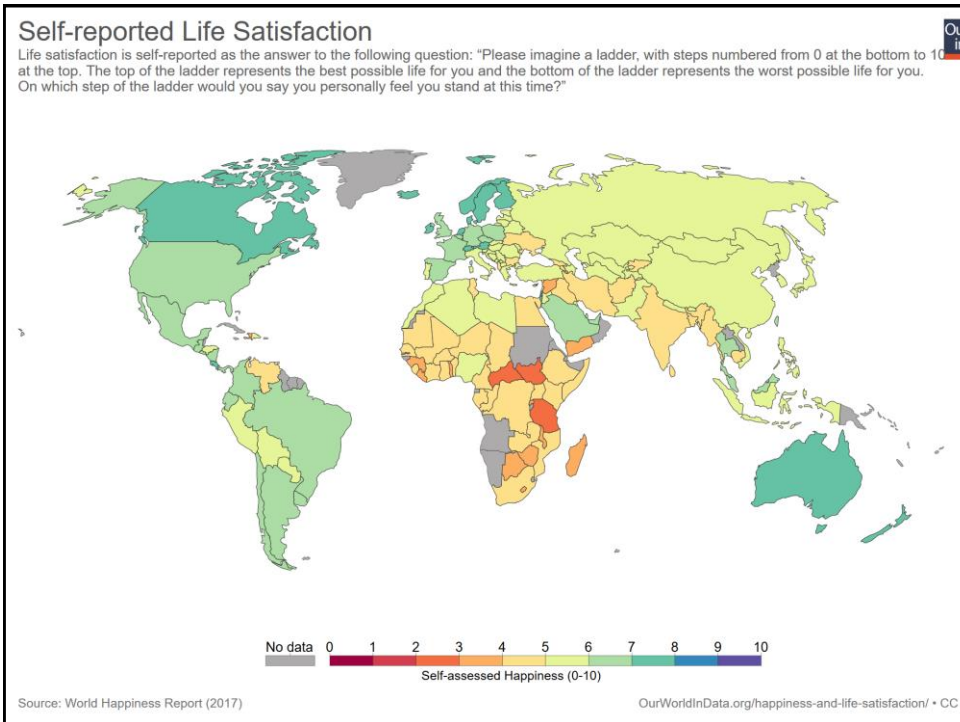 Self-reported Life Satisfaction
Life satisfaction is self-reported as the answer to the following question: "Please imagine a ladder, with steps numbered from 0 at the bottom to 10
at the top. The top of the ladder represents the best possible life for you and the bottom of the ladder represents the worst possible life for you.
On which step of the ladder would you say you personally feel you stand at this time?"
Ou
in
No data 0 1 2 3 4 5 6 7 8 9 10
Self-assessed Happiness (0-10)
Source: World Happiness Report (2017)
OurWorldInData.org/happiness-and-life-satisfaction/ • CC